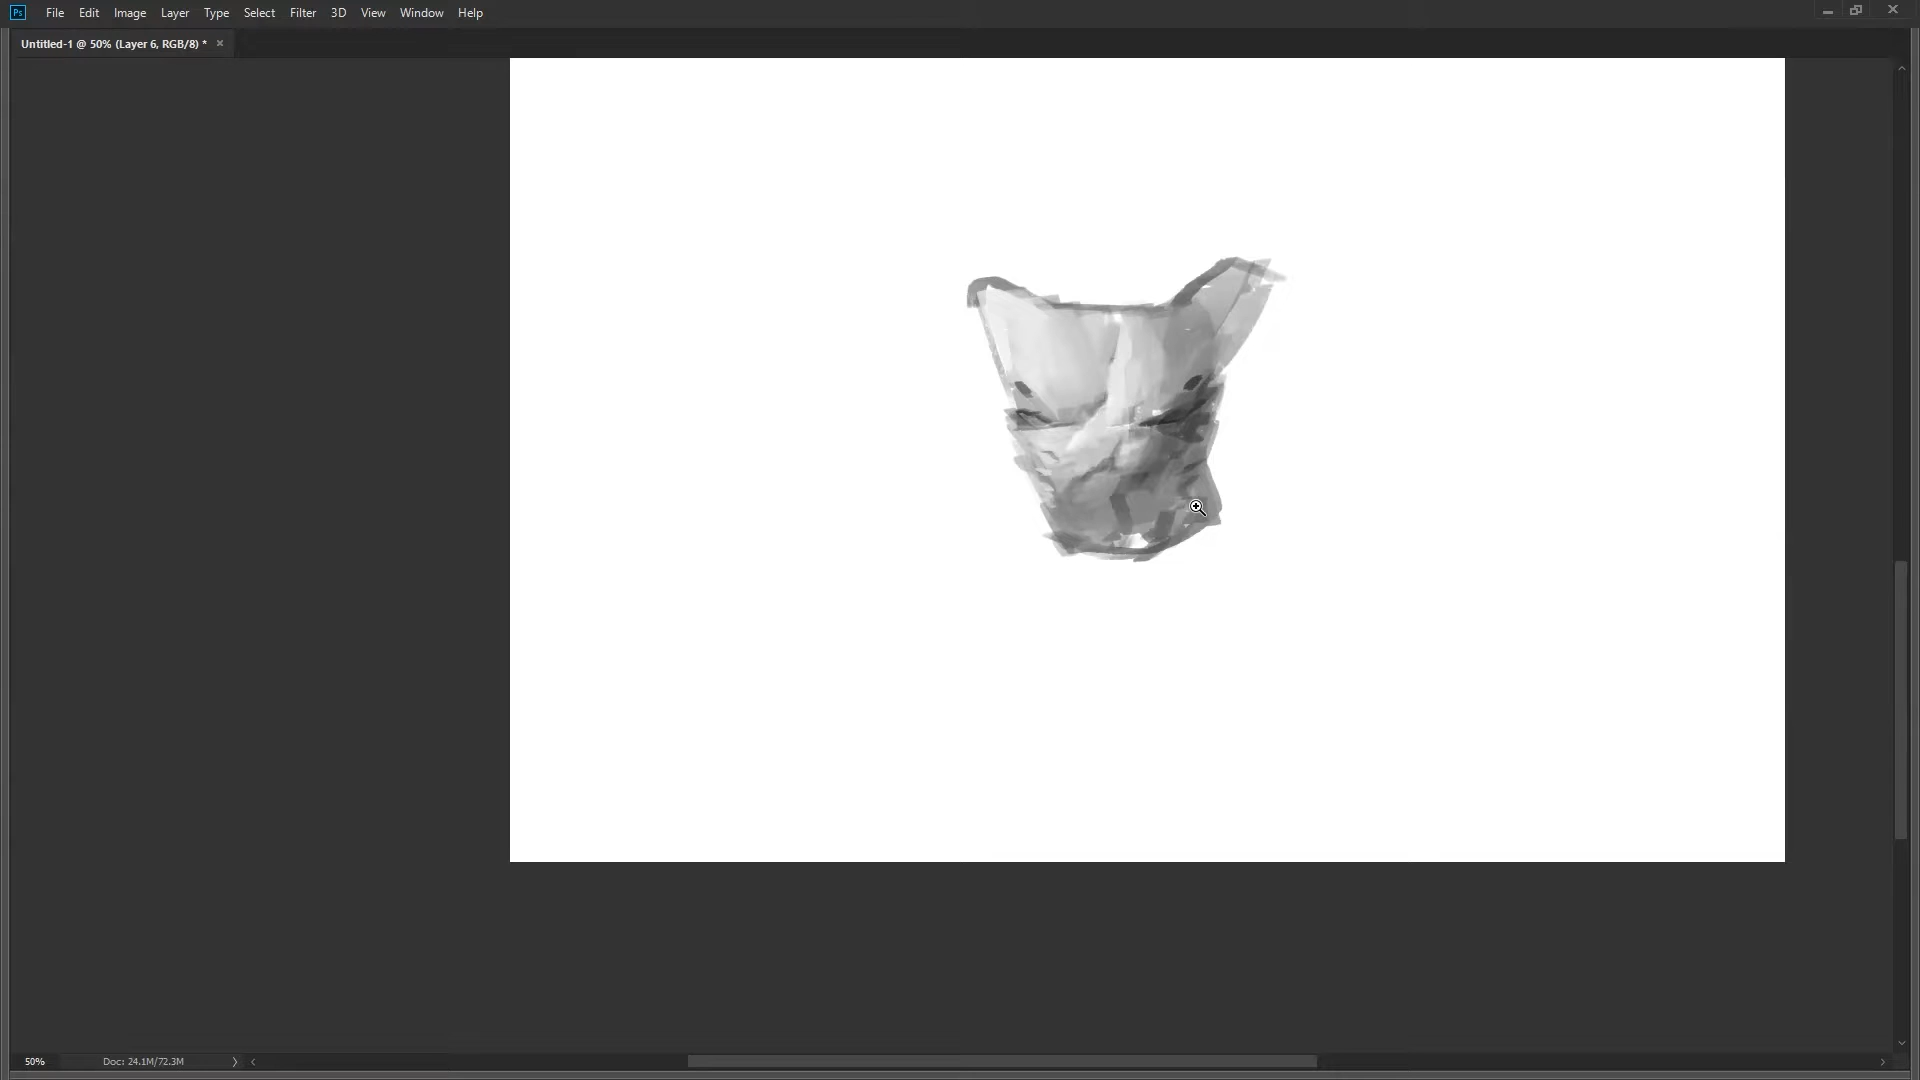 Ps File Edit Image Layer Type Select Filter 3D View Window Help
Untitled-1 @ 50% (Layer 6, RGB/8) *
50% Doc: 24.1M/72.3M